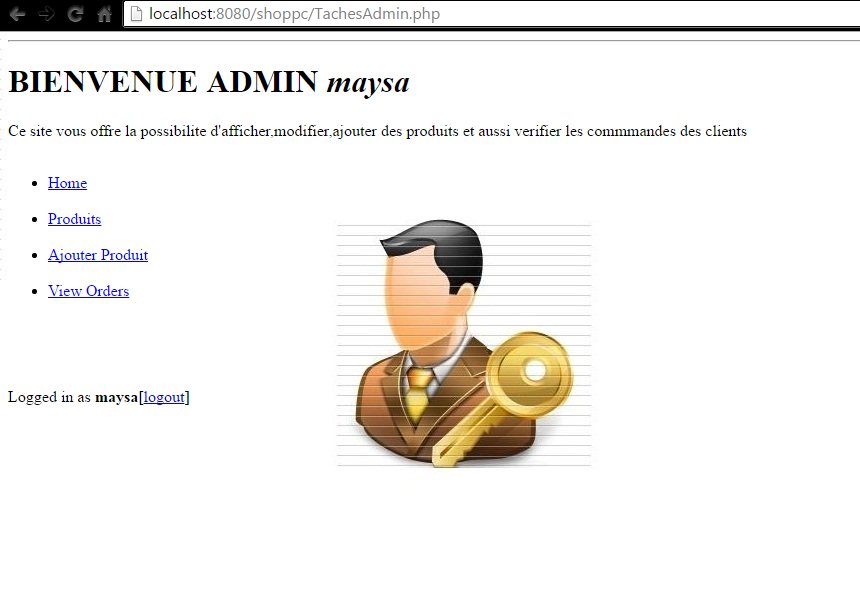 localhost:8080/shoppc/TachesAdmin.php
BIENVENUE ADMIN maysa
Ce site vous offre la possibilite d'afficher,modifier,ajouter des produits et aussi verifier les commmandes des clients
Home
Produits
Ajouter Produit
View Orders
Logged in as maysa[logout]